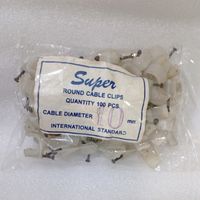 Super
ROUND CABLE CLIPS
QUANTITY 100 PCS.
CABLE DIAMETER 10 mm
INTERNATIONAL STANDARD